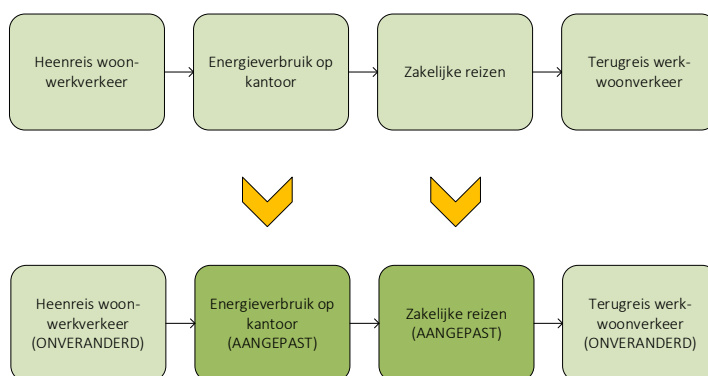 Heenreis woon-
werkverkeer
Energieverbruik op
kantoor
Zakelijke reizen
Terugreis werk-
woonverkeer
Heenreis woon-
werkverkeer
(ONVERANDERD)
Energieverbruik op
kantoor
(AANGEPAST)
Zakelijke reizen
(AANGEPAST)
Terugreis werk-
woonverkeer
(ONVERANDERD)